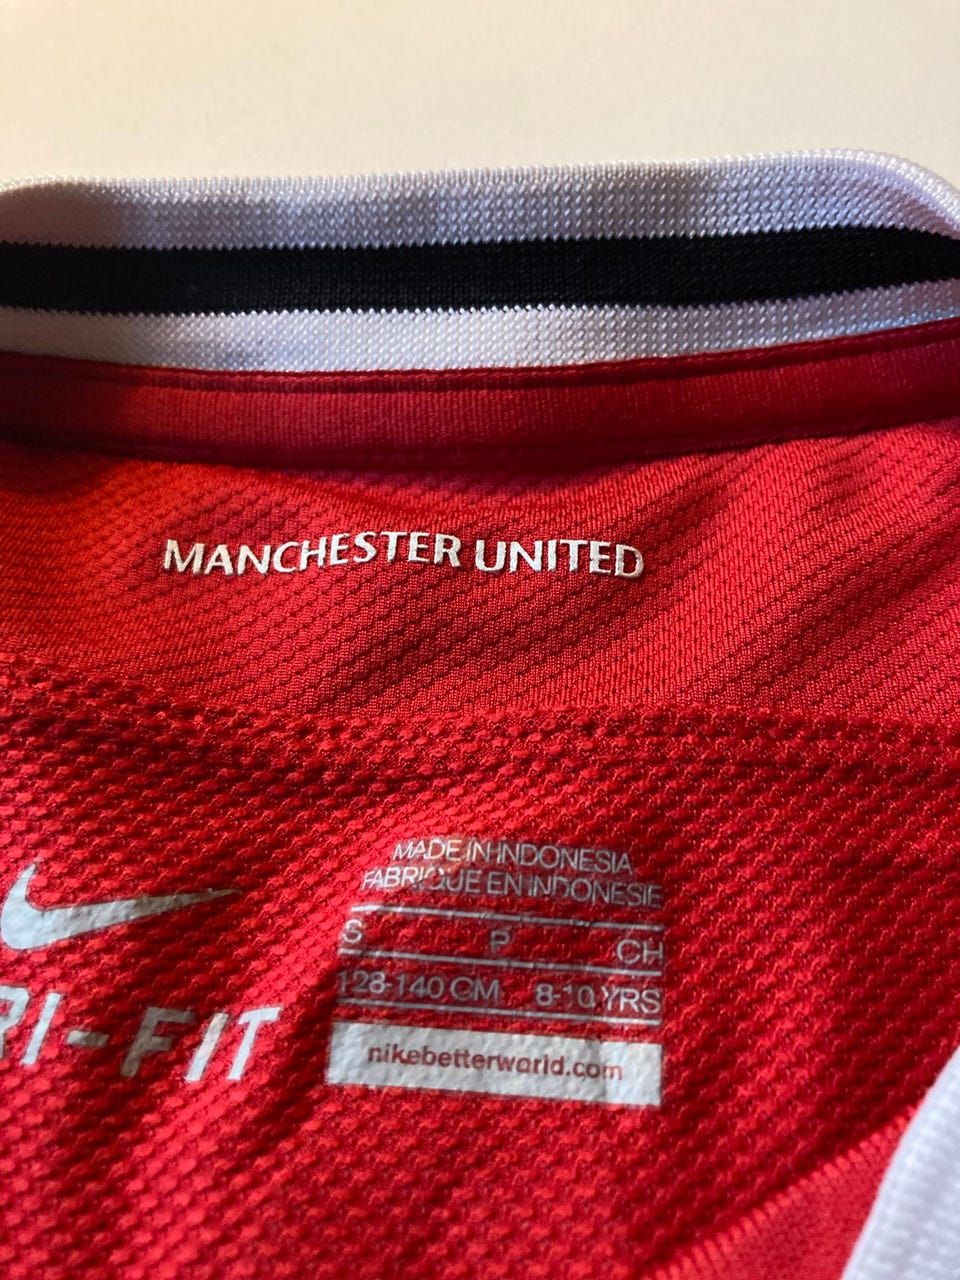 MANCHESTER UNITED
MADE IN INDONESIA
FABRIQUE EN INDONESIE
S P CH
128-140 CM 8-10 YRS
RI-FIT
nikebetterworld.com